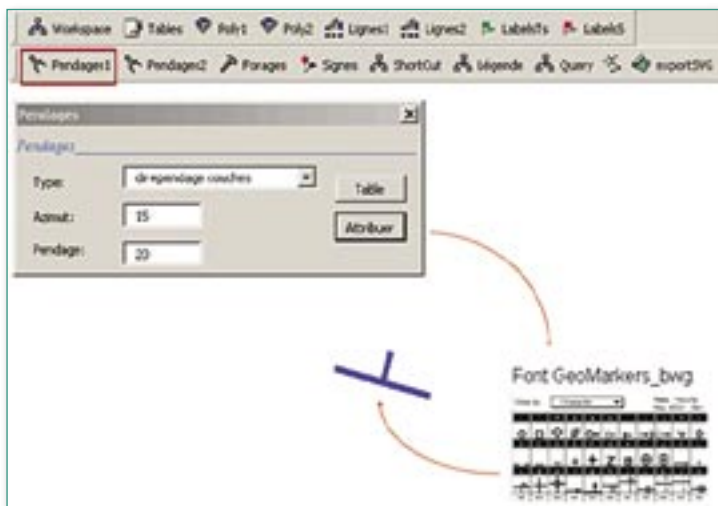 Workspace Tables Poly1 Poly2 Lignes1 Lignes2 LabelsTs LabelsS
Pendages1 Pendages2 Forages Signes ShortCut Légende Query exportSVG
Pendages
Pendages
Type: couches
Table
Azimut: 15
Attribuer
Pendage: 20
Font GeoMarkers_bwg